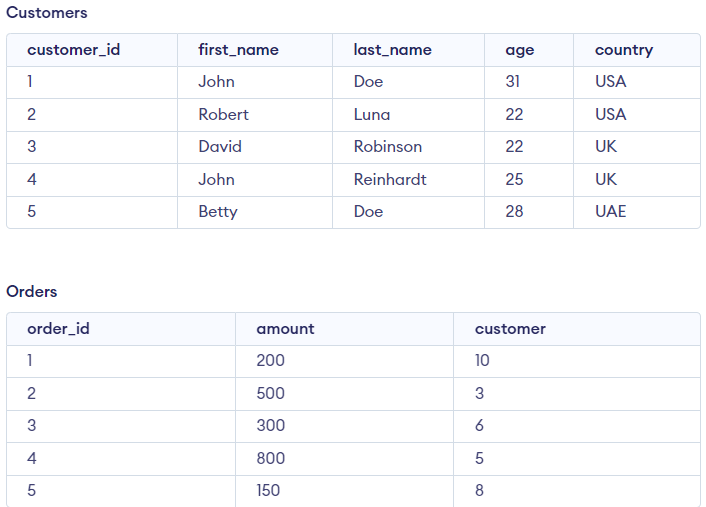 Customers
customer_id first_name last_name age country
1 John Doe 31 USA
2 Robert Luna 22 USA
3 David Robinson 22 UK
4 John Reinhardt 25 UK
5 Betty Doe 28 UAE
Orders
order_id amount customer
1 200 10
2 500 3
3 300 6
4 800 5
5 150 8